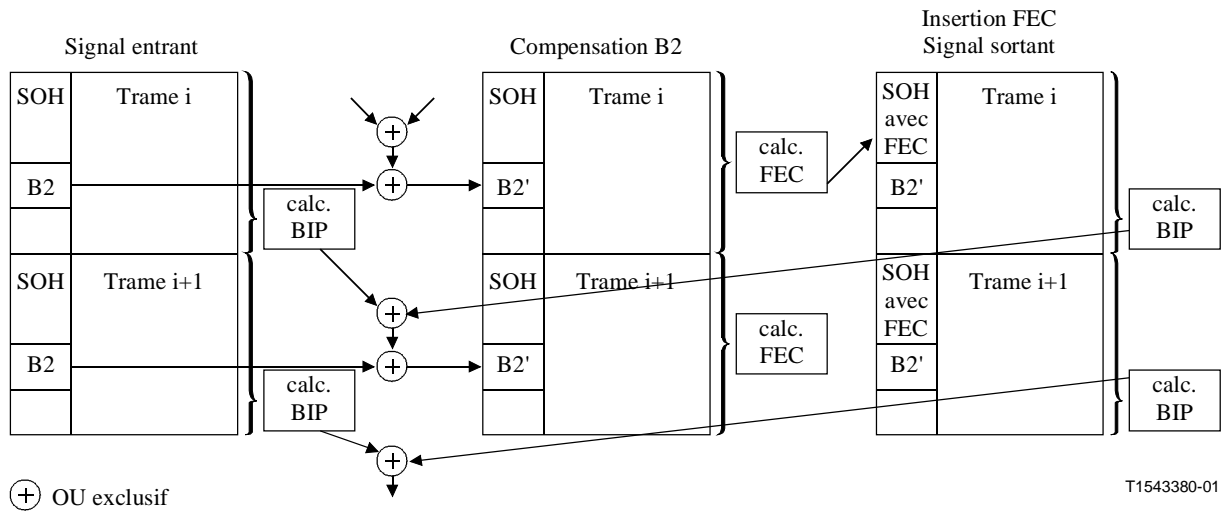 Signal entrant
Compensation B2
Insertion FEC
Signal sortant
SOH
Trame i
SOH
Trame i
SOH
avec
FEC
Trame i
calc.
FEC
B2
B2'
B2'
calc.
BIP
calc.
BIP
SOH
Trame i+1
SOH
Trame i+1
SOH
avec
FEC
Trame i+1
calc.
FEC
B2
B2'
B2'
calc.
BIP
calc.
BIP
OU exclusif
T1543380-01